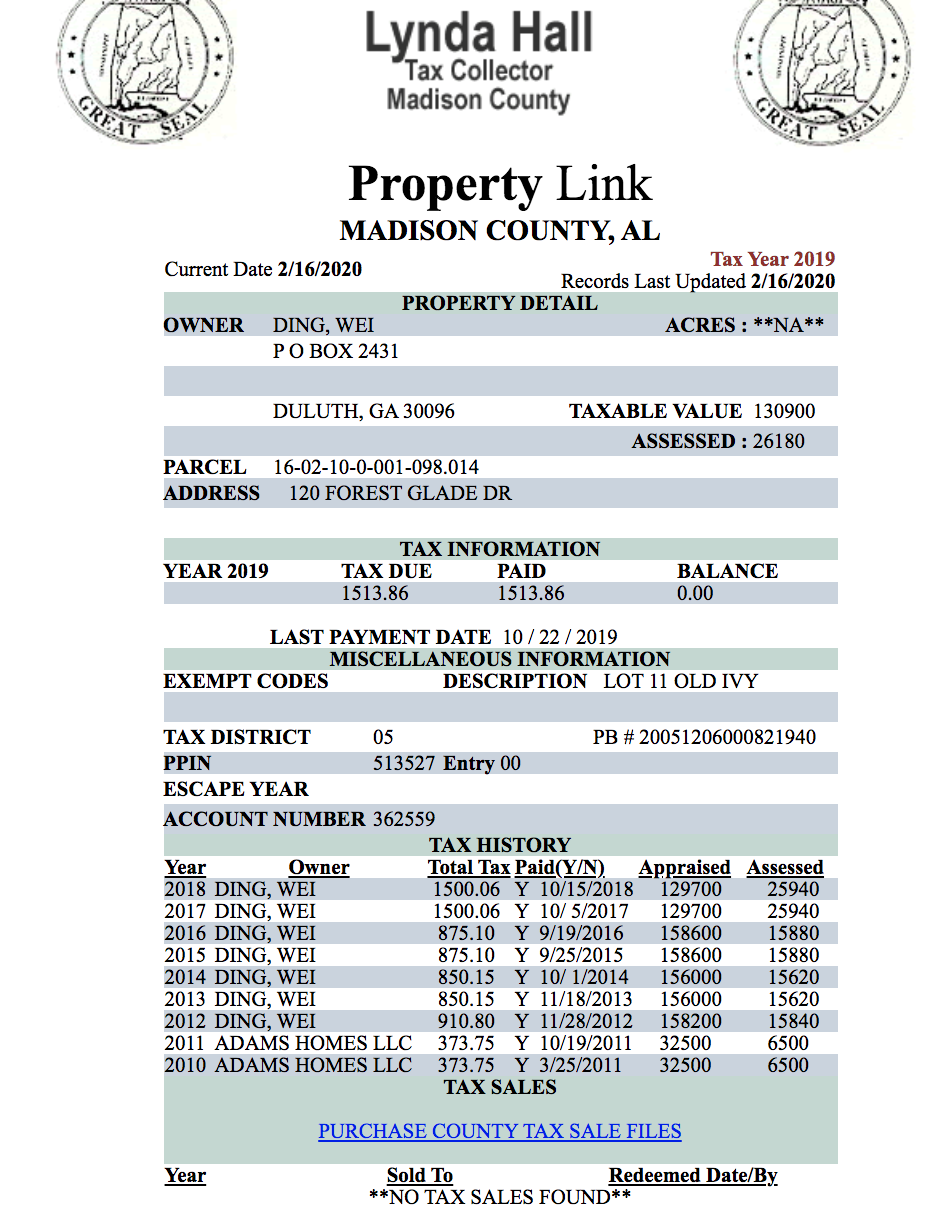 Lynda Hall
Tax Collector
Madison County
GREAT SEAL
GREAT SEAL
Property Link
MADISON COUNTY, AL
Tax Year 2019
Current Date 2/16/2020
Records Last Updated 2/16/2020
PROPERTY DETAIL
OWNER DING, WEI ACRES : **NA**
P O BOX 2431
DULUTH, GA 30096 TAXABLE VALUE 130900
ASSESSED : 26180
PARCEL 16-02-10-0-001-098.014
ADDRESS 120 FOREST GLADE DR
TAX INFORMATION
YEAR 2019 TAX DUE PAID BALANCE
1513.86 1513.86 0.00
LAST PAYMENT DATE 10 / 22 / 2019
MISCELLANEOUS INFORMATION
EXEMPT CODES DESCRIPTION LOT 11 OLD IVY
TAX DISTRICT 05 PB # 20051206000821940
PPIN 513527 Entry 00
ESCAPE YEAR
ACCOUNT NUMBER 362559
TAX HISTORY
Year Owner Total Tax Paid(Y/N) Appraised Assessed
2018 DING, WEI 1500.06 Y 10/15/2018 129700 25940
2017 DING, WEI 1500.06 Y 10/ 5/2017 129700 25940
2016 DING, WEI 875.10 Y 9/19/2016 158600 15880
2015 DING, WEI 875.10 Y 9/25/2015 158600 15880
2014 DING, WEI 850.15 Y 10/ 1/2014 156000 15620
2013 DING, WEI 850.15 Y 11/18/2013 156000 15620
2012 DING, WEI 910.80 Y 11/28/2012 158200 15840
2011 ADAMS HOMES LLC 373.75 Y 10/19/2011 32500 6500
2010 ADAMS HOMES LLC 373.75 Y 3/25/2011 32500 6500
TAX SALES
PURCHASE COUNTY TAX SALE FILES
Year Sold To Redeemed Date/By
**NO TAX SALES FOUND**